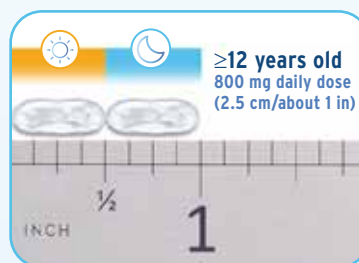 ≥12 years old
800 mg daily dose
(2.5 cm/about 1 in)
½
1
INCH